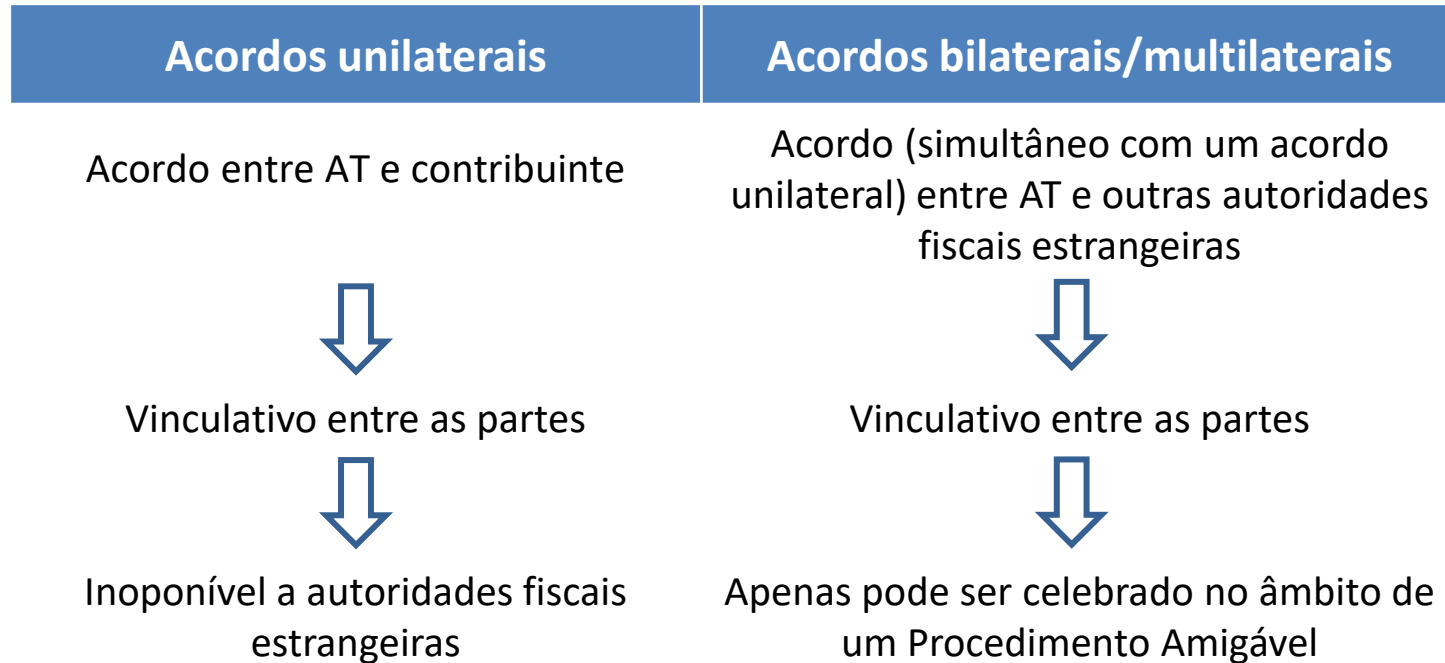 Acordos unilaterais
Acordos bilaterais/multilaterais
Acordo entre AT e contribuinte
Acordo (simultâneo com um acordo
unilateral) entre AT e outras autoridades
fiscais estrangeiras
Vinculativo entre as partes
Vinculativo entre as partes
Inoponível a autoridades fiscais
estrangeiras
Apenas pode ser celebrado no âmbito de
um Procedimento Amigável